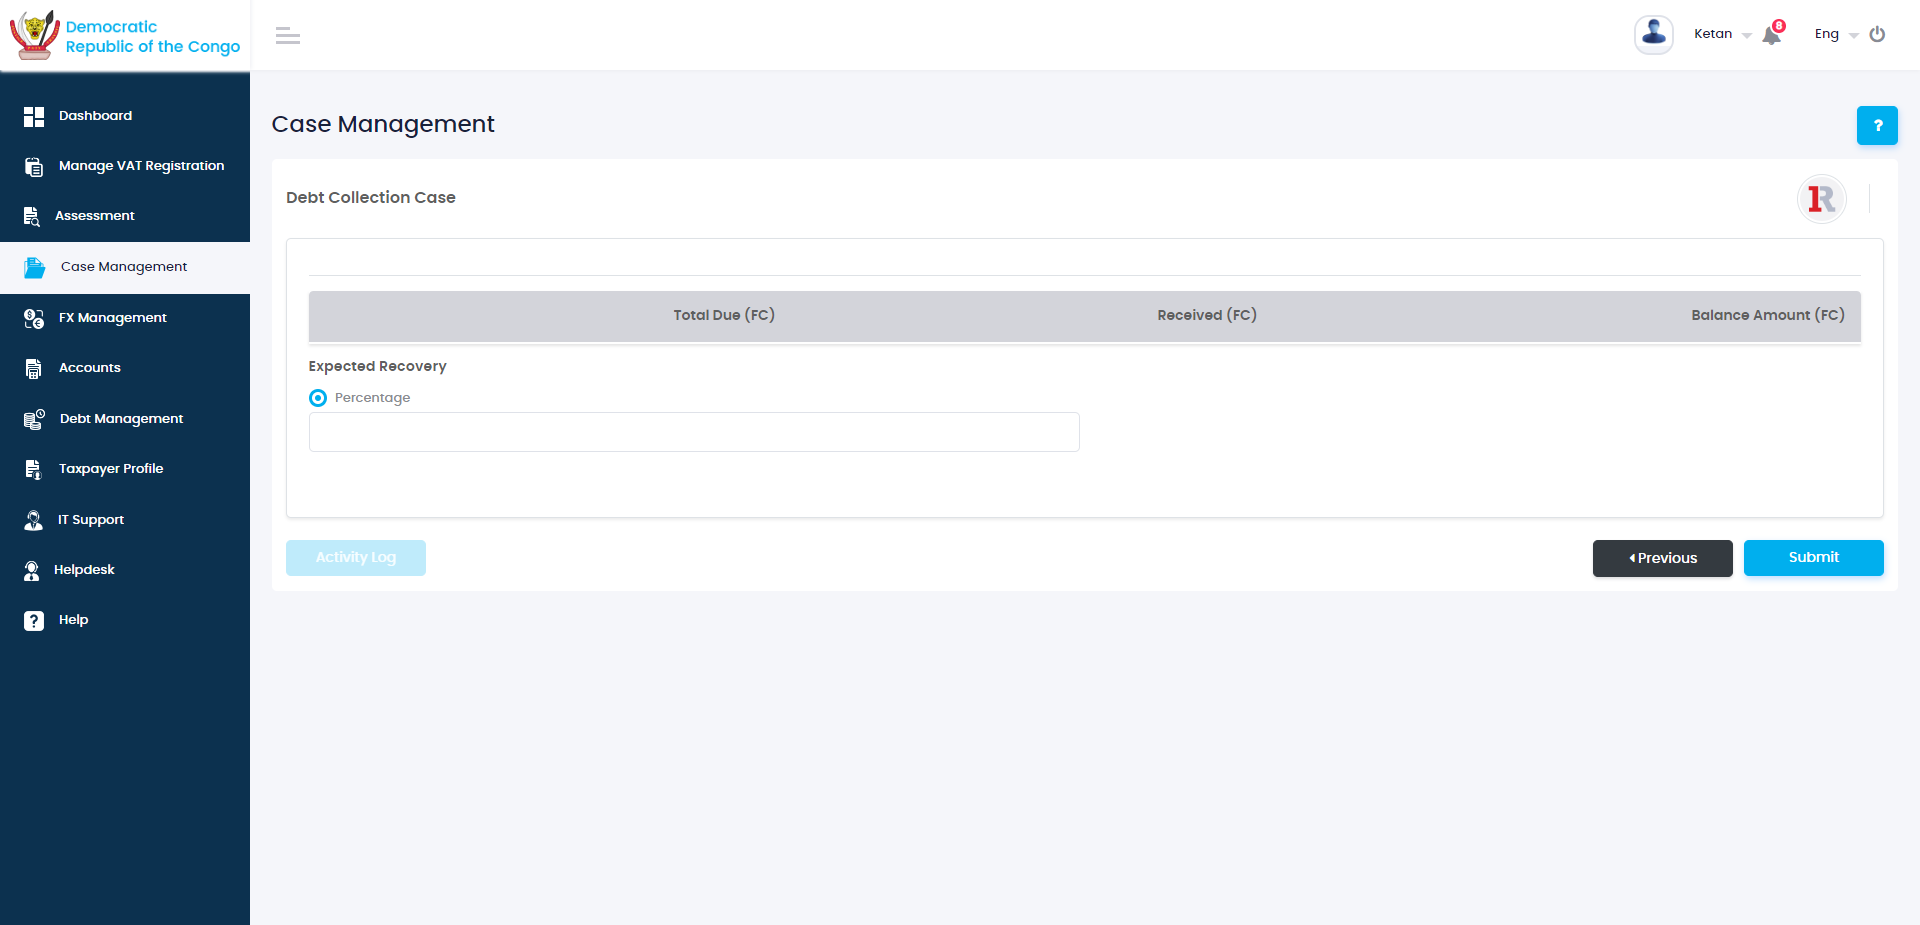 Democratic
Republic of the Congo
Ketan
8
Eng
Dashboard
Manage VAT Registration
Assessment
Case Management
FX Management
Accounts
Debt Management
Taxpayer Profile
IT Support
Helpdesk
Help
Case Management
?
Debt Collection Case
1R
Total Due (FC) Received (FC) Balance Amount (FC)
Expected Recovery
Percentage
Activity Log
Previous
Submit